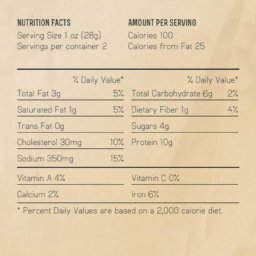 NUTRITION FACTS
Serving Size 1 oz (28g)
Servings per container 2
AMOUNT PER SERVING
Calories 100
Calories from Fat 25
% Daily Value*
Total Fat 3g 5%
Saturated Fat 1g 5%
Trans Fat 0g
Cholesterol 30mg 10%
Sodium 350mg 15%
% Daily Value*
Total Carbohydrate 6g 2%
Dietary Fiber 1g 4%
Sugars 4g
Protein 10g
Vitamin A 4%
Vitamin C 0%
Calcium 2%
Iron 6%
* Percent Daily Values are based on a 2,000 calorie diet.